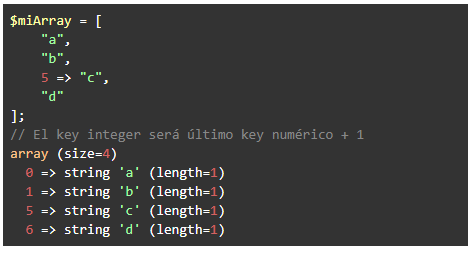 $miArray = [
    "a",
    "b",
    5 => "c",
    "d"
];
// El key integer será último key numérico + 1
array (size=4)
  0 => string 'a' (length=1)
  1 => string 'b' (length=1)
  5 => string 'c' (length=1)
  6 => string 'd' (length=1)